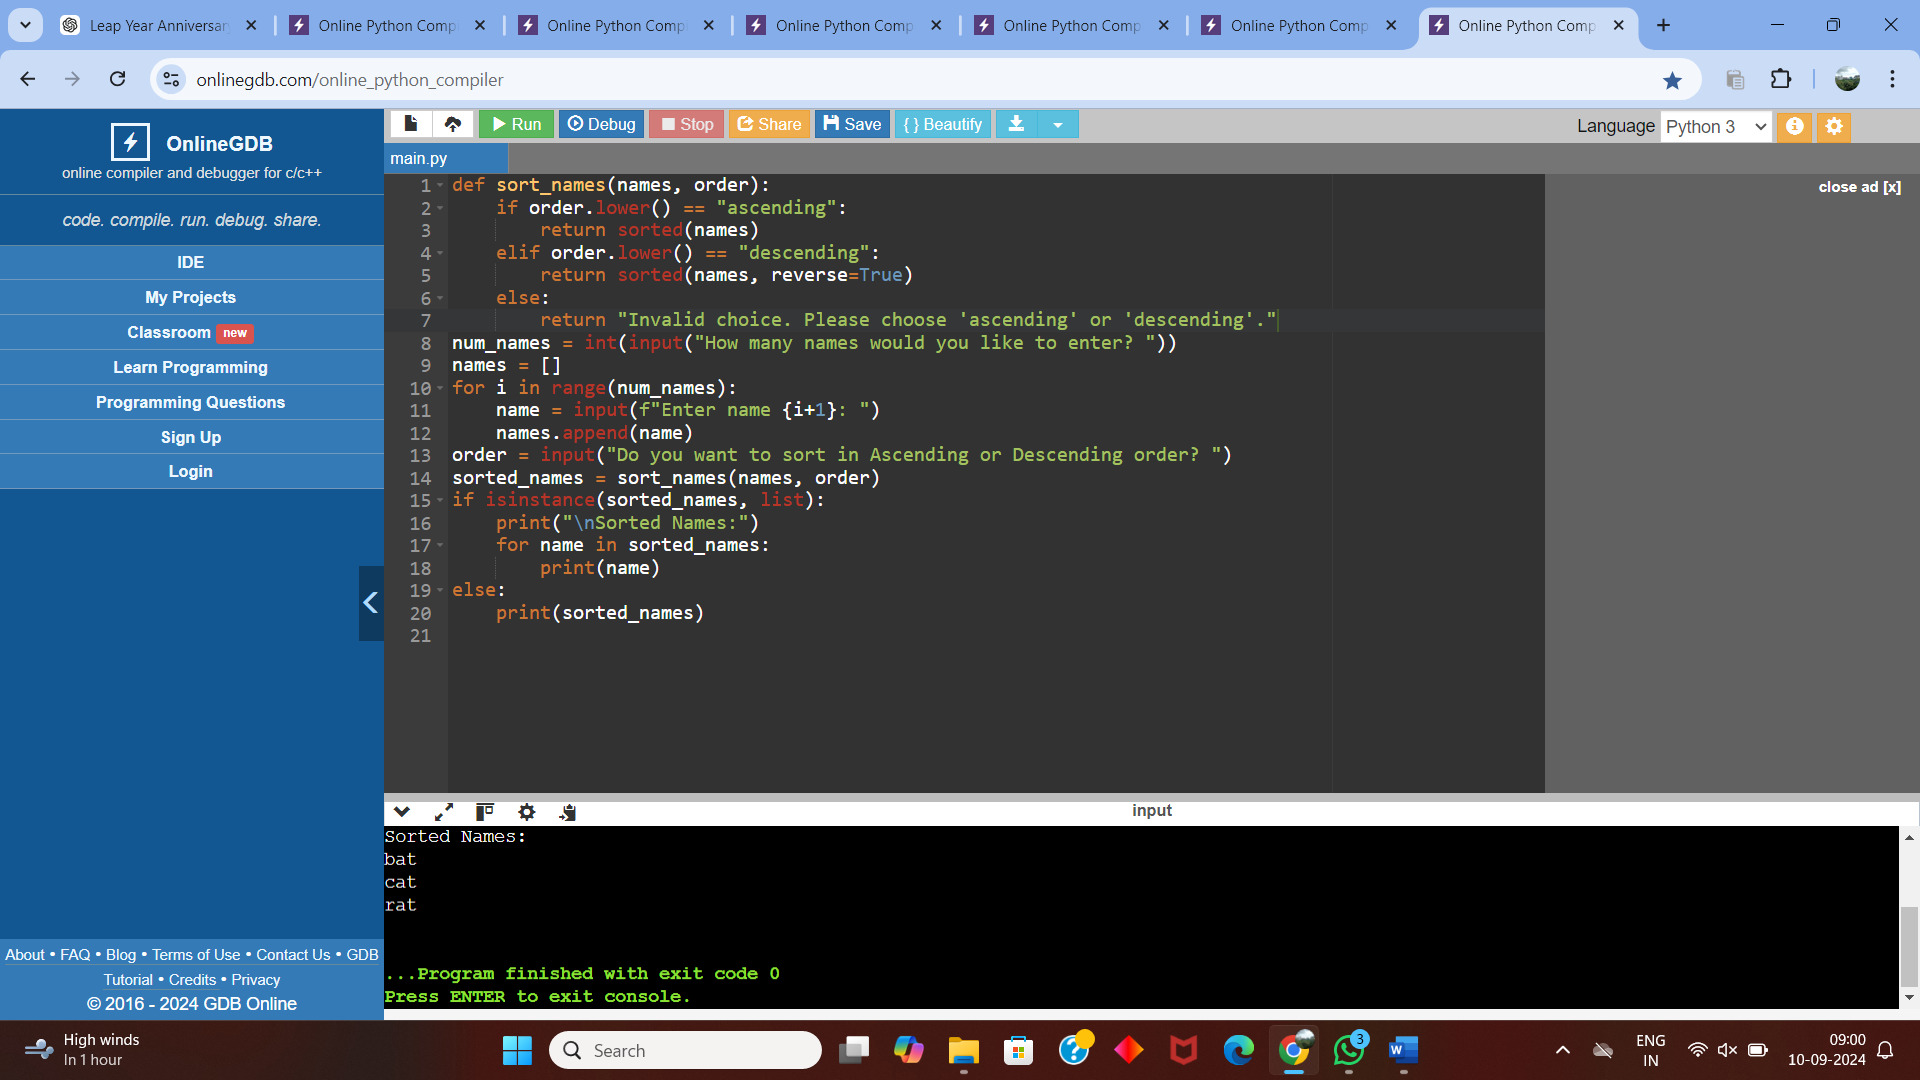 Leap Year Anniversar
Online Python Comp
Online Python Comp
Online Python Comp
Online Python Comp
Online Python Comp
Online Python Comp
onlinegdb.com/online_python_compiler
OnlineGDB
online compiler and debugger for c/c++
code. compile. run. debug. share.
IDE
My Projects
Classroom new
Learn Programming
Programming Questions
Sign Up
Login
About • FAQ • Blog • Terms of Use • Contact Us • GDB
Tutorial • Credits • Privacy
© 2016 - 2024 GDB Online
Run Debug Stop Share Save { } Beautify
Language Python 3
main.py
close ad [x]
1 def sort_names(names, order):
2     if order.lower() == "ascending":
3         return sorted(names)
4     elif order.lower() == "descending":
5         return sorted(names, reverse=True)
6     else:
7         return "Invalid choice. Please choose 'ascending' or 'descending'."
8 num_names = int(input("How many names would you like to enter? "))
9 names = []
10 for i in range(num_names):
11     name = input(f"Enter name {i+1}: ")
12     names.append(name)
13 order = input("Do you want to sort in Ascending or Descending order? ")
14 sorted_names = sort_names(names, order)
15 if isinstance(sorted_names, list):
16     print("\nSorted Names:")
17     for name in sorted_names:
18         print(name)
19 else:
20     print(sorted_names)
21
input
Sorted Names:
bat
cat
rat
...Program finished with exit code 0
Press ENTER to exit console.
High winds
In 1 hour
Search
3
W
ENG
IN
09:00
10-09-2024